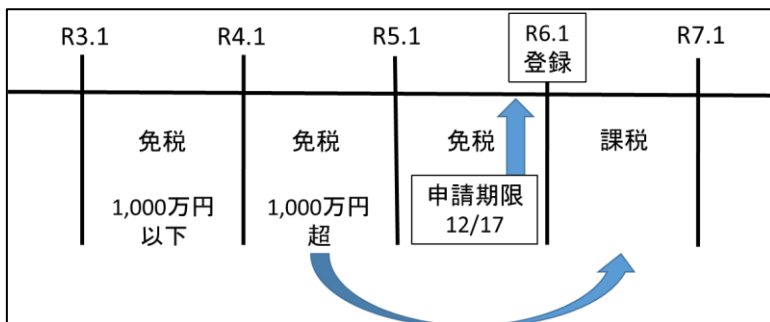 R3.1
R4.1
R5.1
R6.1
登録
R7.1
免税
免税
免税
課税
1,000万円
以下
1,000万円
超
申請期限
12/17